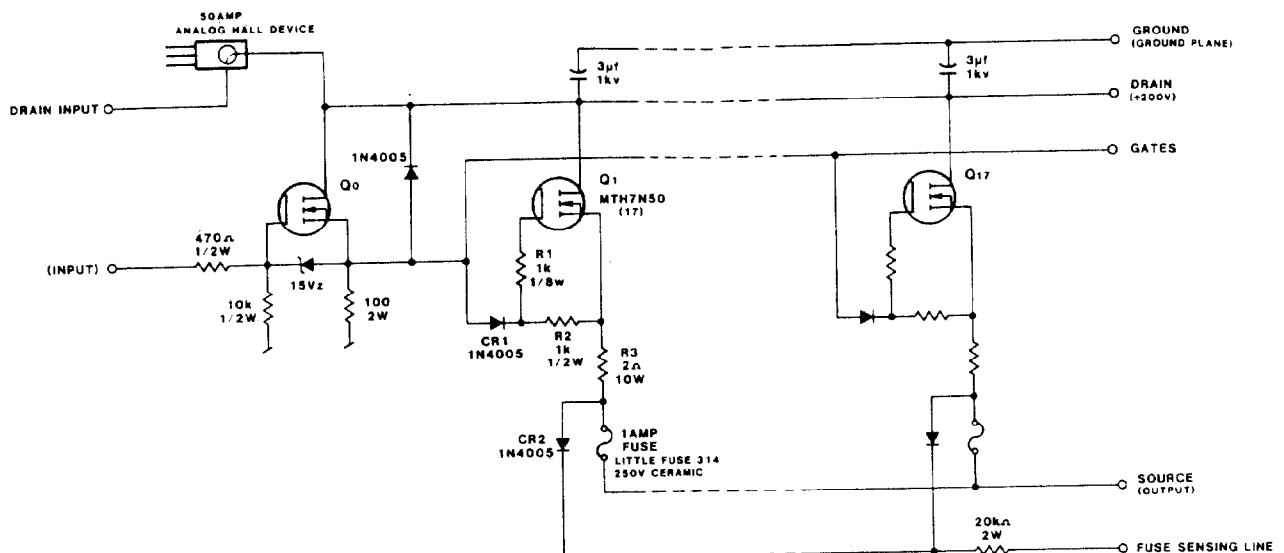 50AMP
ANALOG HALL DEVICE
DRAIN INPUT
GROUND
(GROUND PLANE)
3µf
1kv
3µf
1kv
DRAIN
(+200V)
1N4005
GATES
Q0
Q1
MTH7N50
(17)
Q17
470Ω
1/2W
(INPUT)
15Vz
10k
1/2W
100
2W
R1
1k
1/8w
CR1
1N4005
R2
1k
1/2W
R3
2Ω
10W
CR2
1N4005
1AMP
FUSE
LITTLE FUSE 314
250V CERAMIC
SOURCE
(OUTPUT)
20kΩ
2W
FUSE SENSING LINE